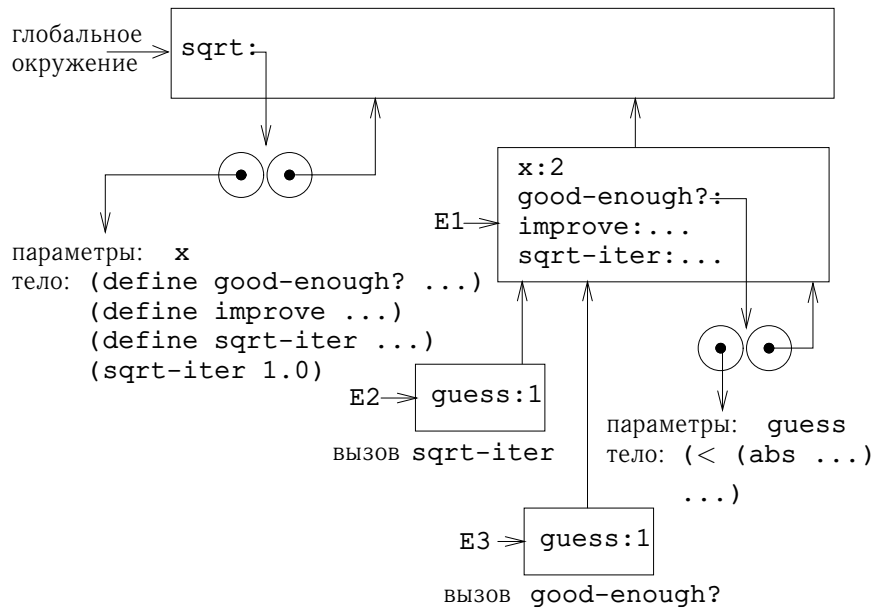 глобальное
окружение
sqrt:
x:2
good-enough?:
E1
improve:...
sqrt-iter:...
параметры: x
тело: (define good-enough? ...)
(define improve ...)
(define sqrt-iter ...)
(sqrt-iter 1.0)
E2
guess:1
вызов sqrt-iter
параметры: guess
тело: (< (abs ...)
...)
E3
guess:1
вызов good-enough?